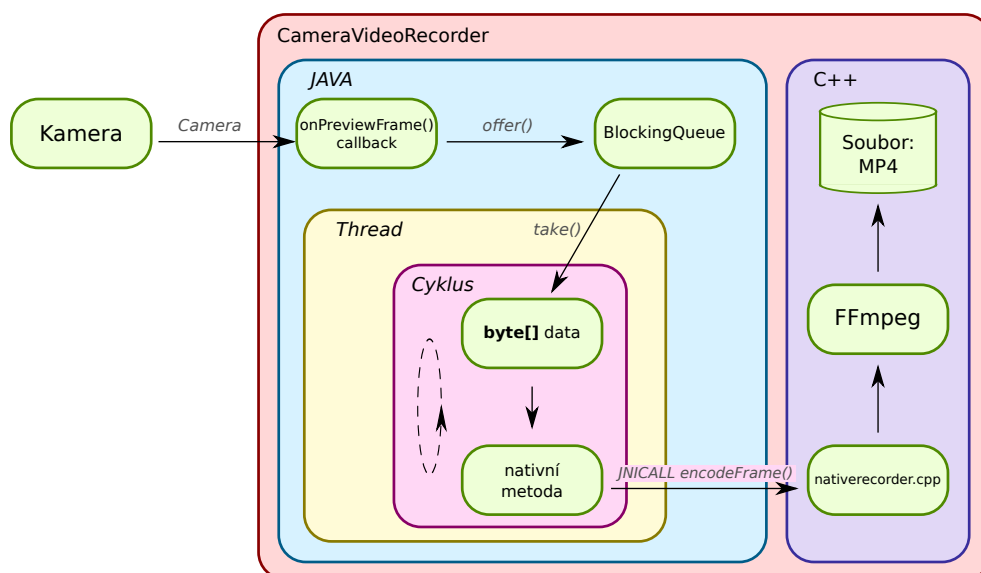 CameraVideoRecorder
JAVA
C++
Kamera
Camera
onPreviewFrame()
callback
offer()
BlockingQueue
Soubor:
MP4
Thread
take()
Cyklus
byte[] data
FFmpeg
nativní
metoda
JNICALL encodeFrame()
nativerecorder.cpp